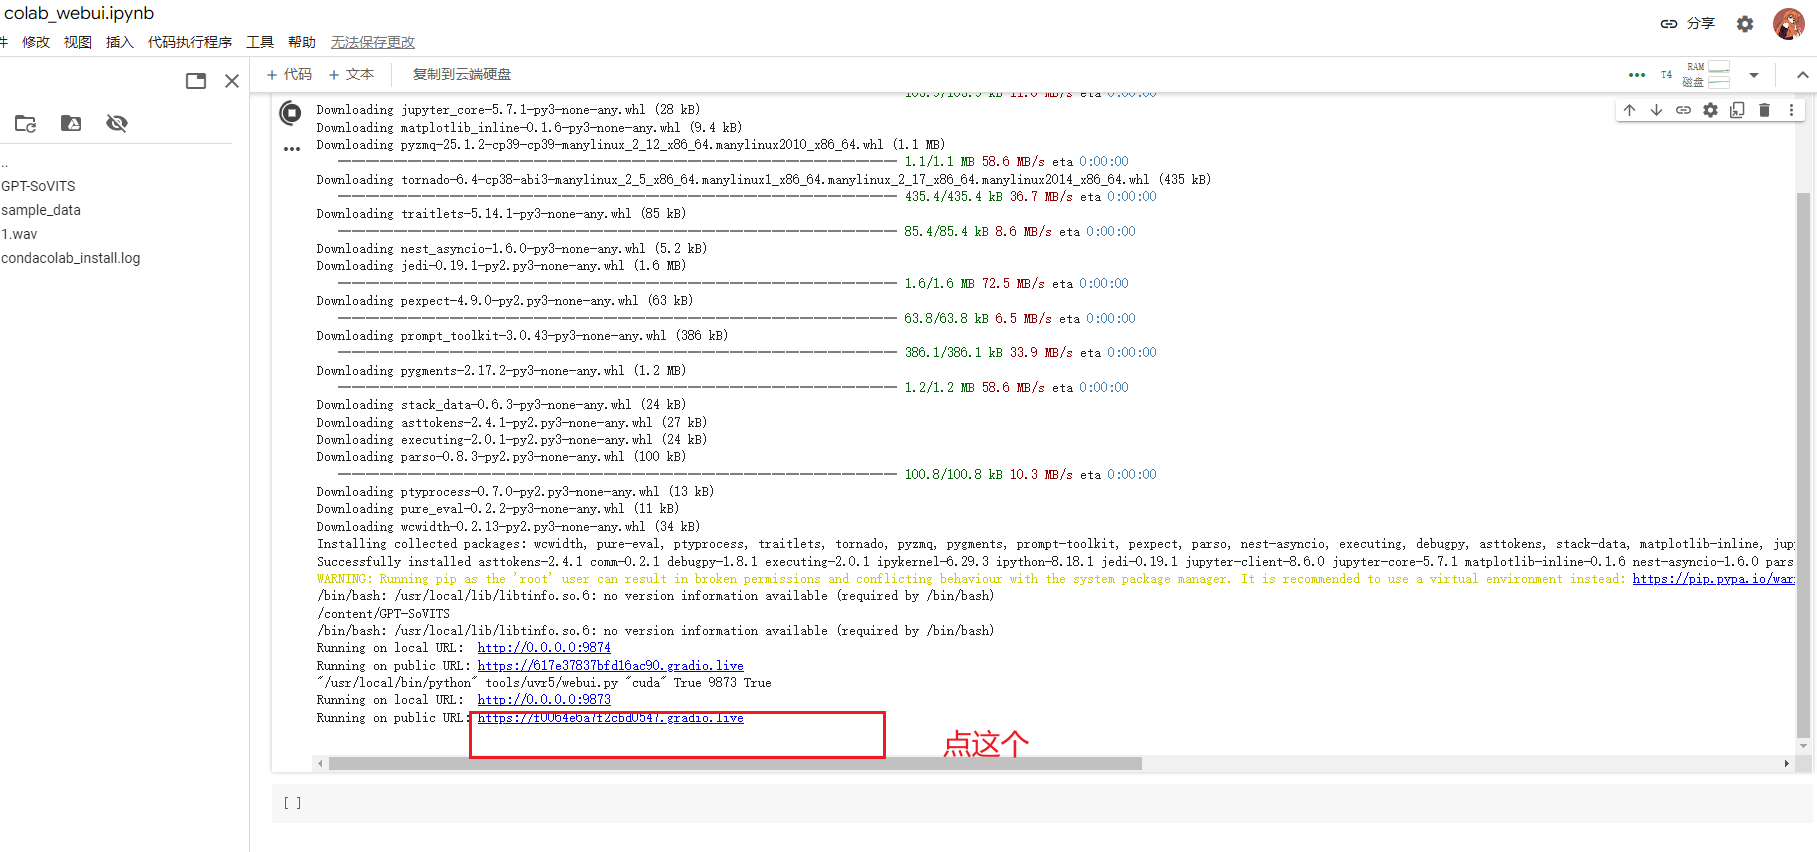 colab_webui.ipynb
分享
件 修改 视图 插入 代码执行程序 工具 帮助 无法保存更改
+ 代码 + 文本 复制到云端硬盘
T4 RAM
磁盘
..
GPT-SoVITS
sample_data
1.wav
condacolab_install.log
103.9/103.9 kB 11.0 MB/s eta 0:00:00
Downloading jupyter_core-5.7.1-py3-none-any.whl (28 kB)
Downloading matplotlib_inline-0.1.6-py3-none-any.whl (9.4 kB)
Downloading pyzmq-25.1.2-cp39-cp39-manylinux_2_12_x86_64.manylinux2010_x86_64.whl (1.1 MB)
1.1/1.1 MB 58.6 MB/s eta 0:00:00
Downloading tornado-6.4-cp38-abi3-manylinux_2_5_x86_64.manylinux1_x86_64.manylinux_2_17_x86_64.manylinux2014_x86_64.whl (435 kB)
435.4/435.4 kB 36.7 MB/s eta 0:00:00
Downloading traitlets-5.14.1-py3-none-any.whl (85 kB)
85.4/85.4 kB 8.6 MB/s eta 0:00:00
Downloading nest_asyncio-1.6.0-py3-none-any.whl (5.2 kB)
Downloading jedi-0.19.1-py2.py3-none-any.whl (1.6 MB)
1.6/1.6 MB 72.5 MB/s eta 0:00:00
Downloading pexpect-4.9.0-py2.py3-none-any.whl (63 kB)
63.8/63.8 kB 6.5 MB/s eta 0:00:00
Downloading prompt_toolkit-3.0.43-py3-none-any.whl (386 kB)
386.1/386.1 kB 33.9 MB/s eta 0:00:00
Downloading pygments-2.17.2-py3-none-any.whl (1.2 MB)
1.2/1.2 MB 58.6 MB/s eta 0:00:00
Downloading stack_data-0.6.3-py3-none-any.whl (24 kB)
Downloading asttokens-2.4.1-py2.py3-none-any.whl (27 kB)
Downloading executing-2.0.1-py2.py3-none-any.whl (24 kB)
Downloading parso-0.8.3-py2.py3-none-any.whl (100 kB)
100.8/100.8 kB 10.3 MB/s eta 0:00:00
Downloading ptyprocess-0.7.0-py2.py3-none-any.whl (13 kB)
Downloading pure_eval-0.2.2-py3-none-any.whl (11 kB)
Downloading wcwidth-0.2.13-py2.py3-none-any.whl (34 kB)
Installing collected packages: wcwidth, pure-eval, ptyprocess, traitlets, tornado, pyzmq, pygments, prompt-toolkit, pexpect, parso, nest-asyncio, executing, debugpy, asttokens, stack-data, matplotlib-inline, jup
Successfully installed asttokens-2.4.1 comm-0.2.1 debugpy-1.8.1 executing-2.0.1 ipykernel-6.29.3 ipython-8.18.1 jedi-0.19.1 jupyter-client-8.6.0 jupyter-core-5.7.1 matplotlib-inline-0.1.6 nest-asyncio-1.6.0 pars
WARNING: Running pip as the 'root' user can result in broken permissions and conflicting behaviour with the system package manager. It is recommended to use a virtual environment instead: https://pip.pypa.io/war
/bin/bash: /usr/local/lib/libtinfo.so.6: no version information available (required by /bin/bash)
/content/GPT-SoVITS
/bin/bash: /usr/local/lib/libtinfo.so.6: no version information available (required by /bin/bash)
Running on local URL: http://0.0.0.0:9874
Running on public URL: https://617e37837bfd16ac90.gradio.live
"/usr/local/bin/python" tools/uvr5/webui.py "cuda" True 9873 True
Running on local URL: http://0.0.0.0:9873
Running on public URL: https://f0064e6a7f2cbd0547.gradio.live
点这个
[ ]